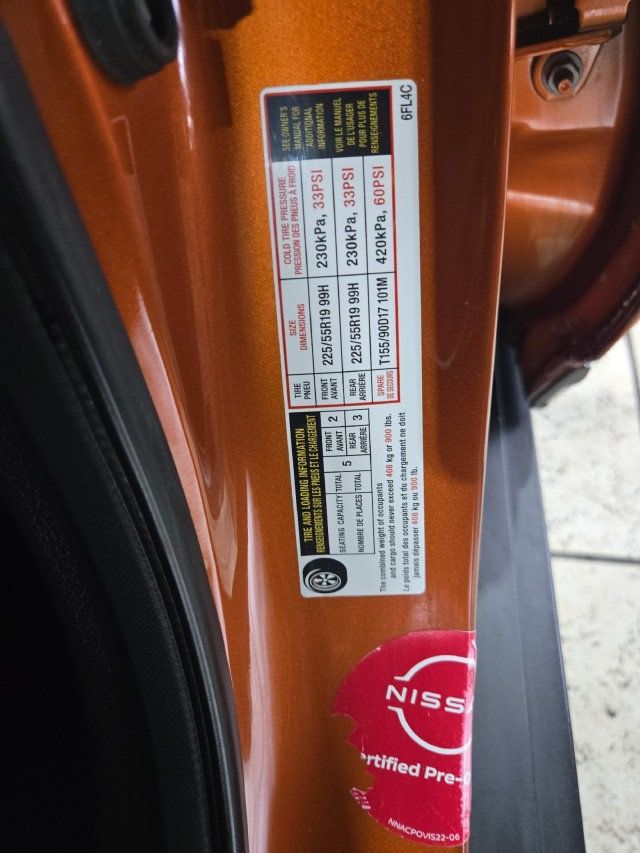 TIRE AND LOADING INFORMATION
RENSEIGNEMENTS SUR LES PNEUS ET LE CHARGEMENT
SEATING CAPACITY
NOMBRE DE PLACES
TOTAL
TOTAL
5
FRONT
AVANT
2
REAR
ARRIÈRE
3
The combined weight of occupants
and cargo should never exceed 408 kg or 900 lbs.
Le poids total des occupants et du chargement ne doit
jamais dépasser 408 kg ou 900 lb.
TIRE
PNEU
SIZE
DIMENSIONS
COLD TIRE PRESSURE
PRESSION DES PNEUS À FROID
FRONT
AVANT
225/55R19 99H
230kPa, 33PSI
REAR
ARRIÈRE
225/55R19 99H
230kPa, 33PSI
SPARE
DE SECOURS
T155/90D17 101M
420kPa, 60PSI
SEE OWNER'S
MANUAL FOR
ADDITIONAL
INFORMATION
VOIR LE MANUEL
DE L'USAGER
POUR PLUS DE
RENSEIGNEMENTS
6FL4C
NISS
ertified Pre-
NNACPOVIS22-06